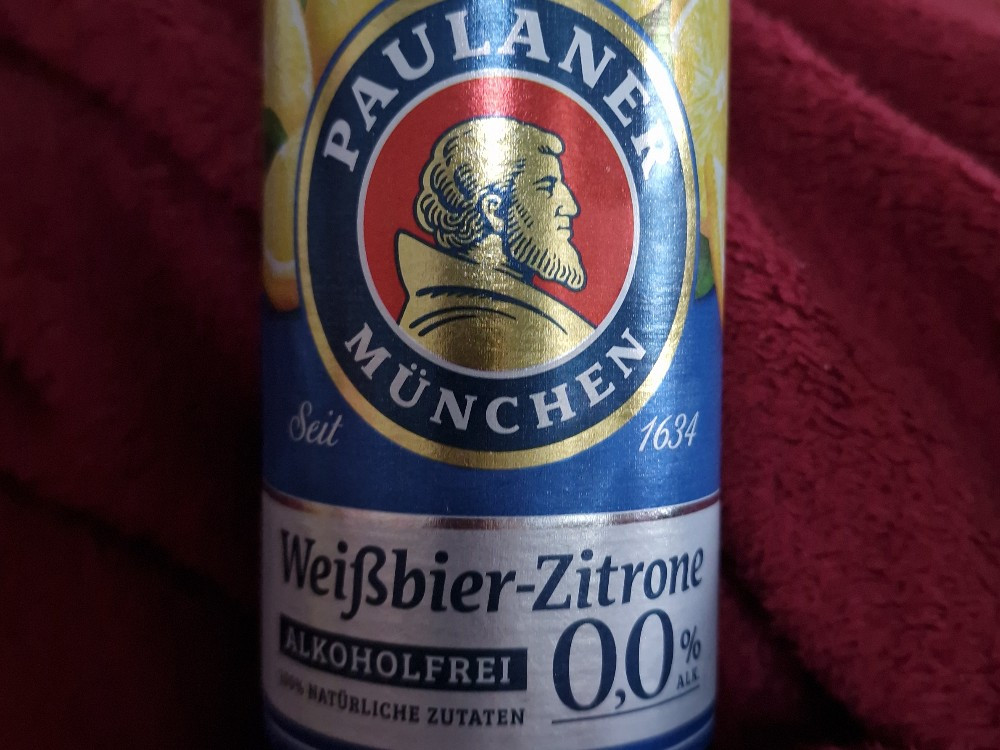 PAULANER
MÜNCHEN
Seit 1634
Weißbier-Zitrone
ALKOHOLFREI
0,0% ALK.
100% NATÜRLICHE ZUTATEN